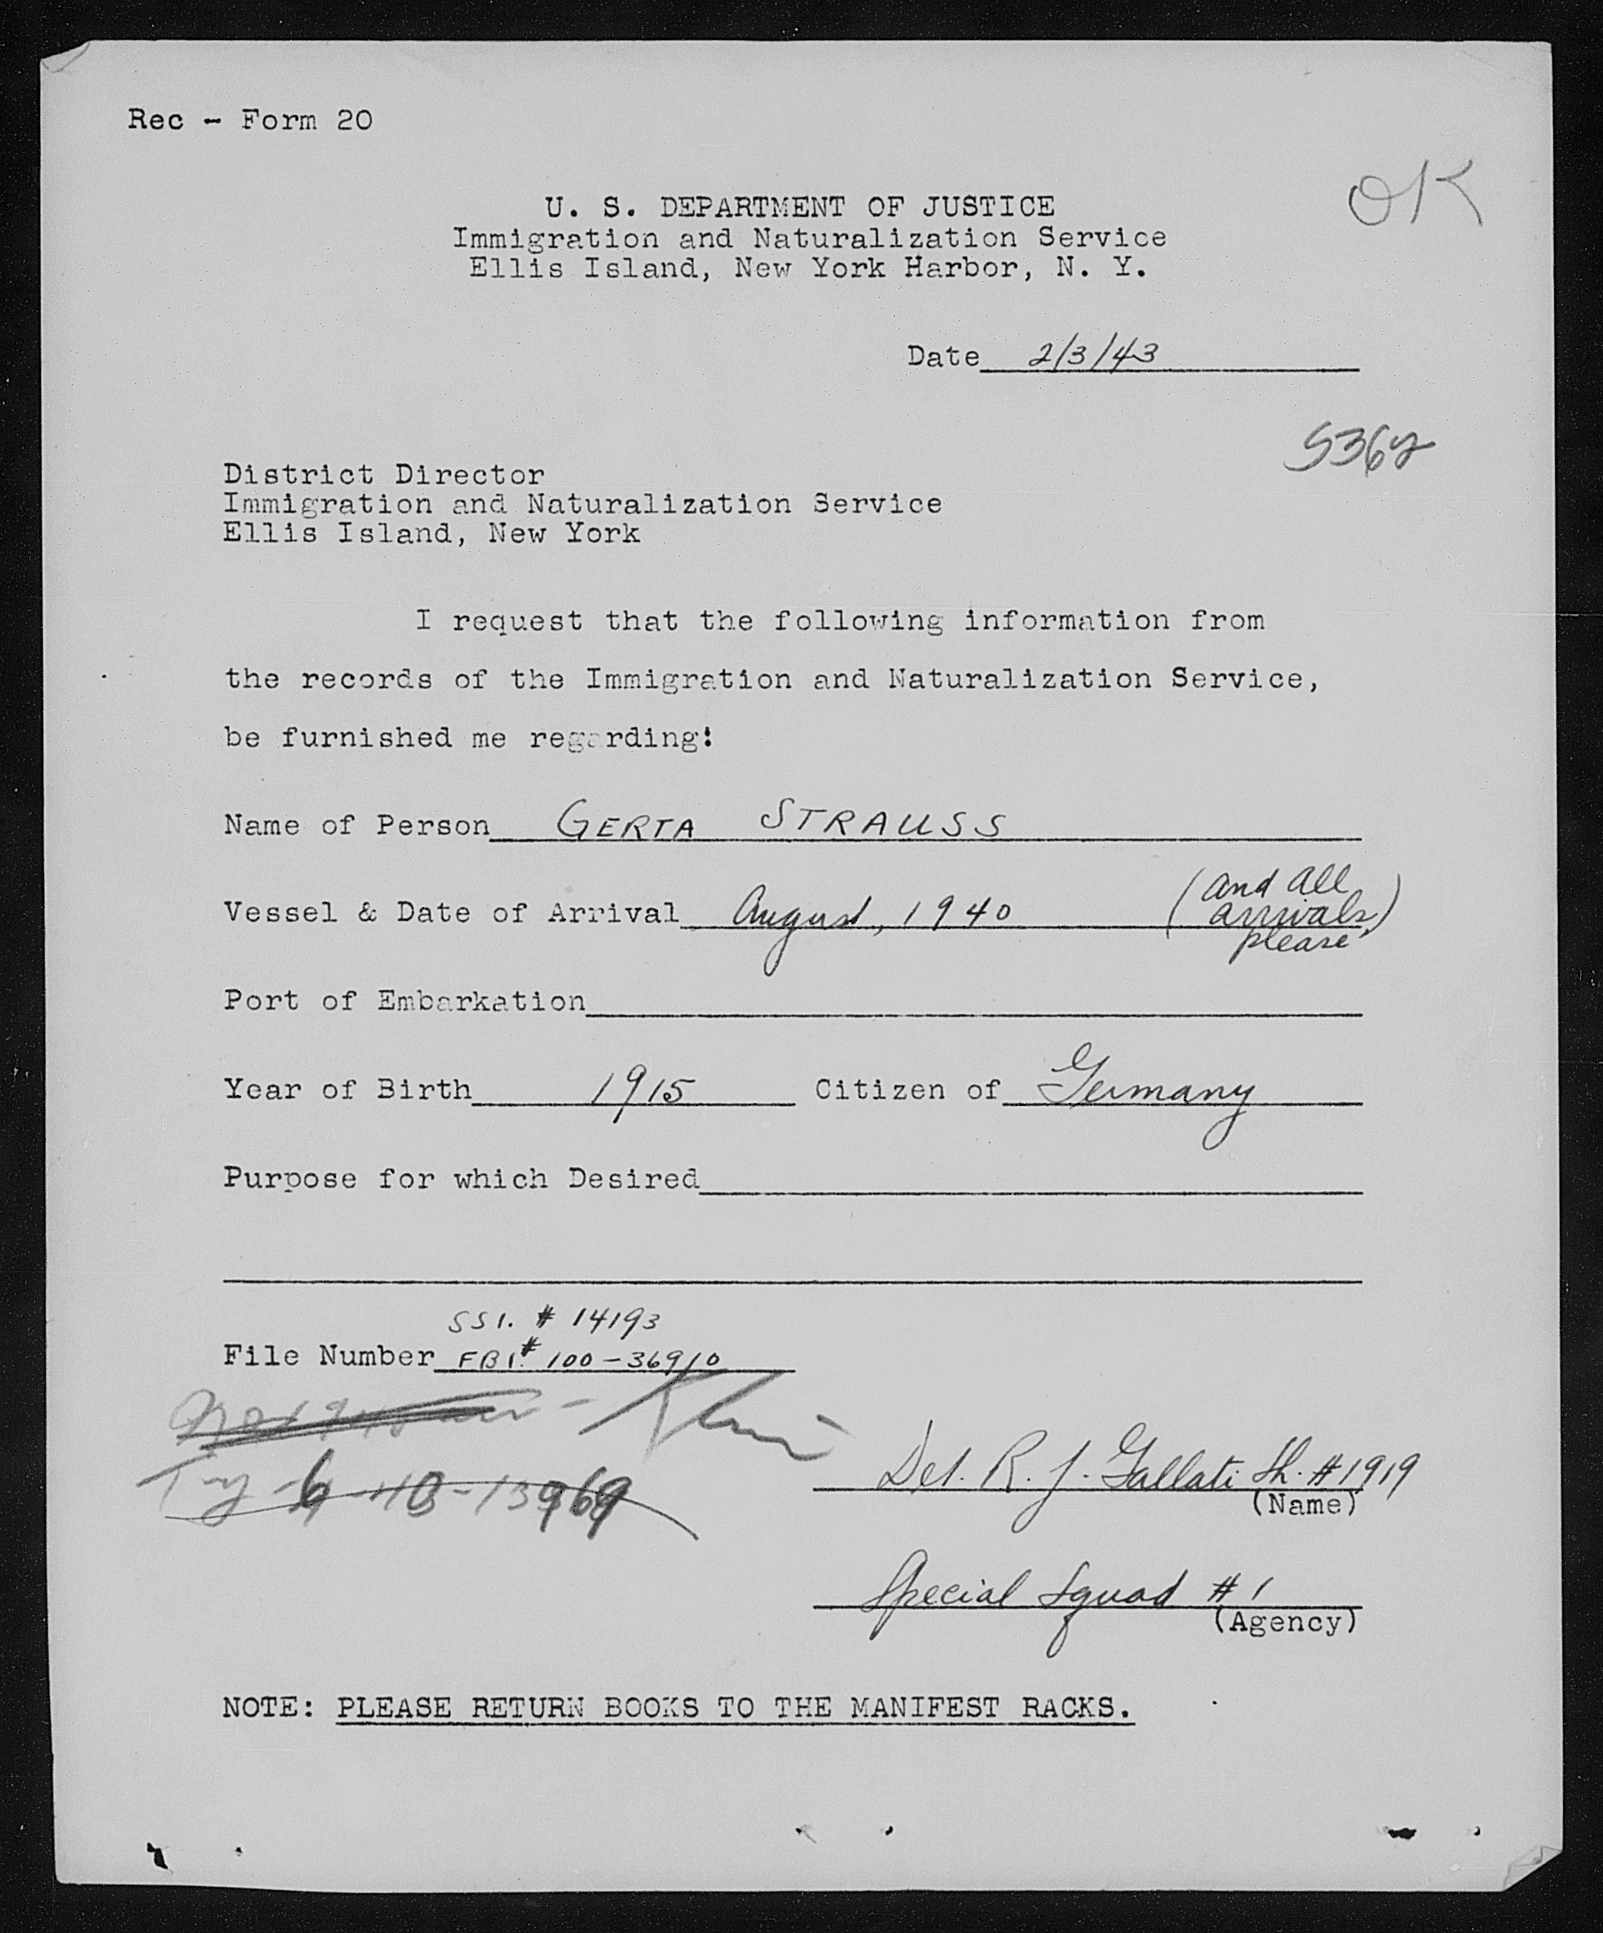 Rec - Form 20
OK
U. S. DEPARTMENT OF JUSTICE
Immigration and Naturalization Service
Ellis Island, New York Harbor, N. Y.
Date 2/3/43
District Director
Immigration and Naturalization Service
Ellis Island, New York
I request that the following information from
the records of the Immigration and Naturalization Service,
be furnished me regarding:
Name of Person GERTA STRAUSS
Vessel & Date of Arrival August, 1940 (and all arrivals, please)
Port of Embarkation
Year of Birth 1915 Citizen of Germany
Purpose for which Desired
SS1. # 14193
File Number FBI.# 100-36910
Det. R. J. Gallati Sh. #1919
(Name)
Special Squad #1
(Agency)
NOTE: PLEASE RETURN BOOKS TO THE MANIFEST RACKS.